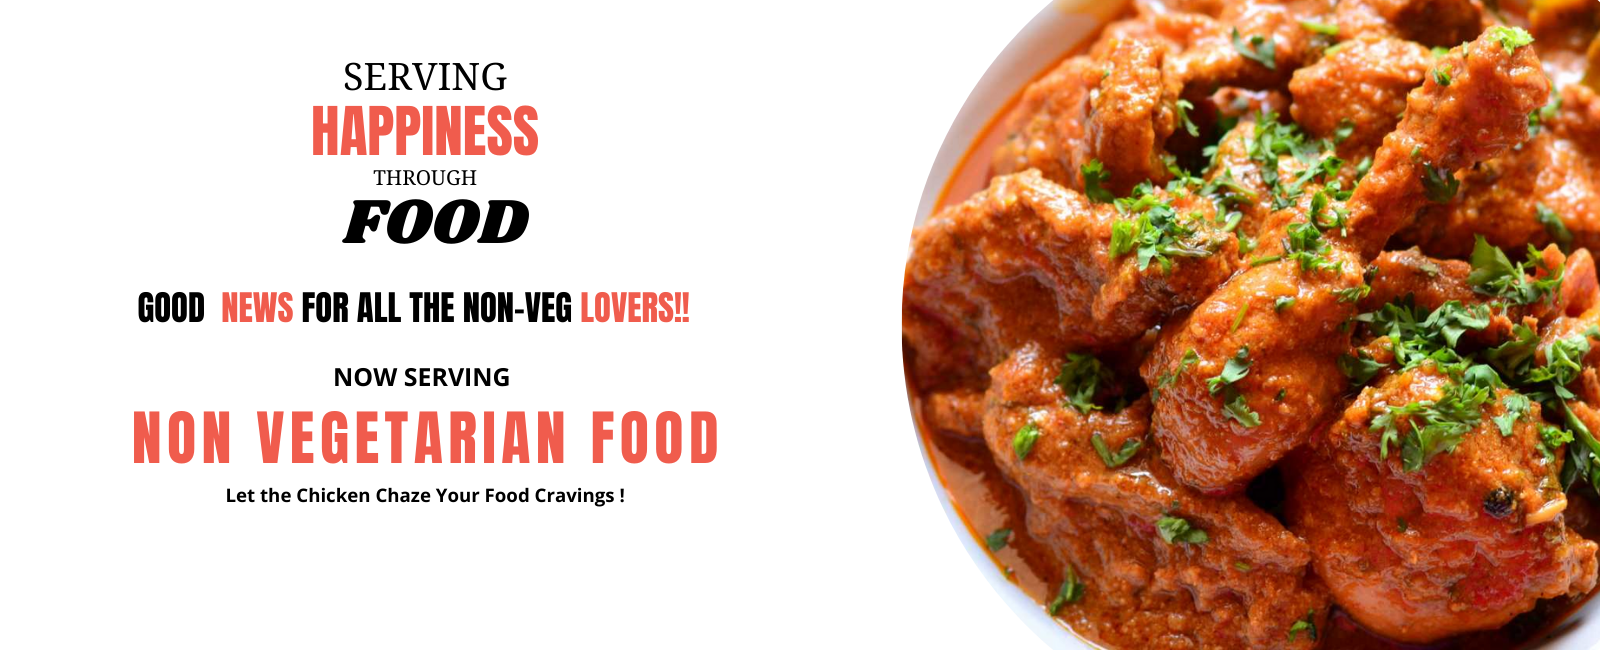 SERVING
HAPPINESS
THROUGH
FOOD
GOOD NEWS FOR ALL THE NON-VEG LOVERS!!
NOW SERVING
NON VEGETARIAN FOOD
Let the Chicken Chaze Your Food Cravings !